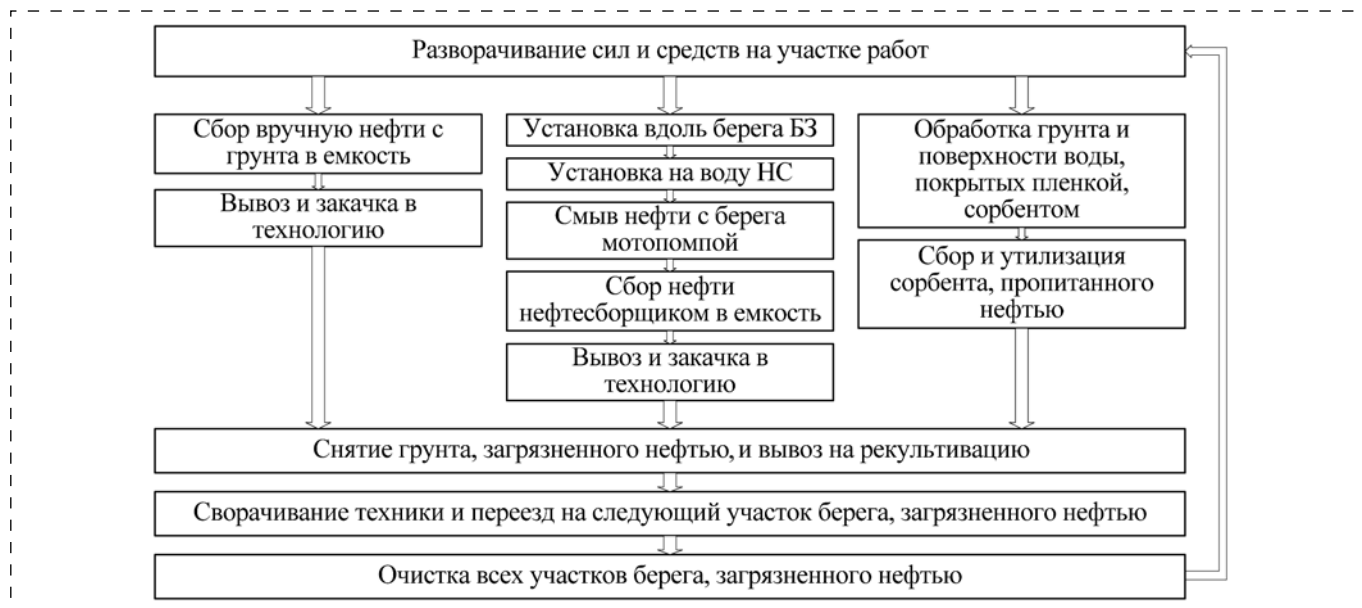 Разворачивание сил и средств на участке работ
Сбор вручную нефти с
грунта в емкость
Вывоз и закачка в
технологию
Установка вдоль берега БЗ
Установка на воду НС
Смыв нефти с берега
мотопомпой
Сбор нефти
нефтесборщиком в емкость
Вывоз и закачка в
технологию
Обработка грунта и
поверхности воды,
покрытых пленкой,
сорбентом
Сбор и утилизация
сорбента, пропитанного
нефтью
Снятие грунта, загрязненного нефтью, и вывоз на рекультивацию
Сворачивание техники и переезд на следующий участок берега, загрязненного нефтью
Очистка всех участков берега, загрязненного нефтью